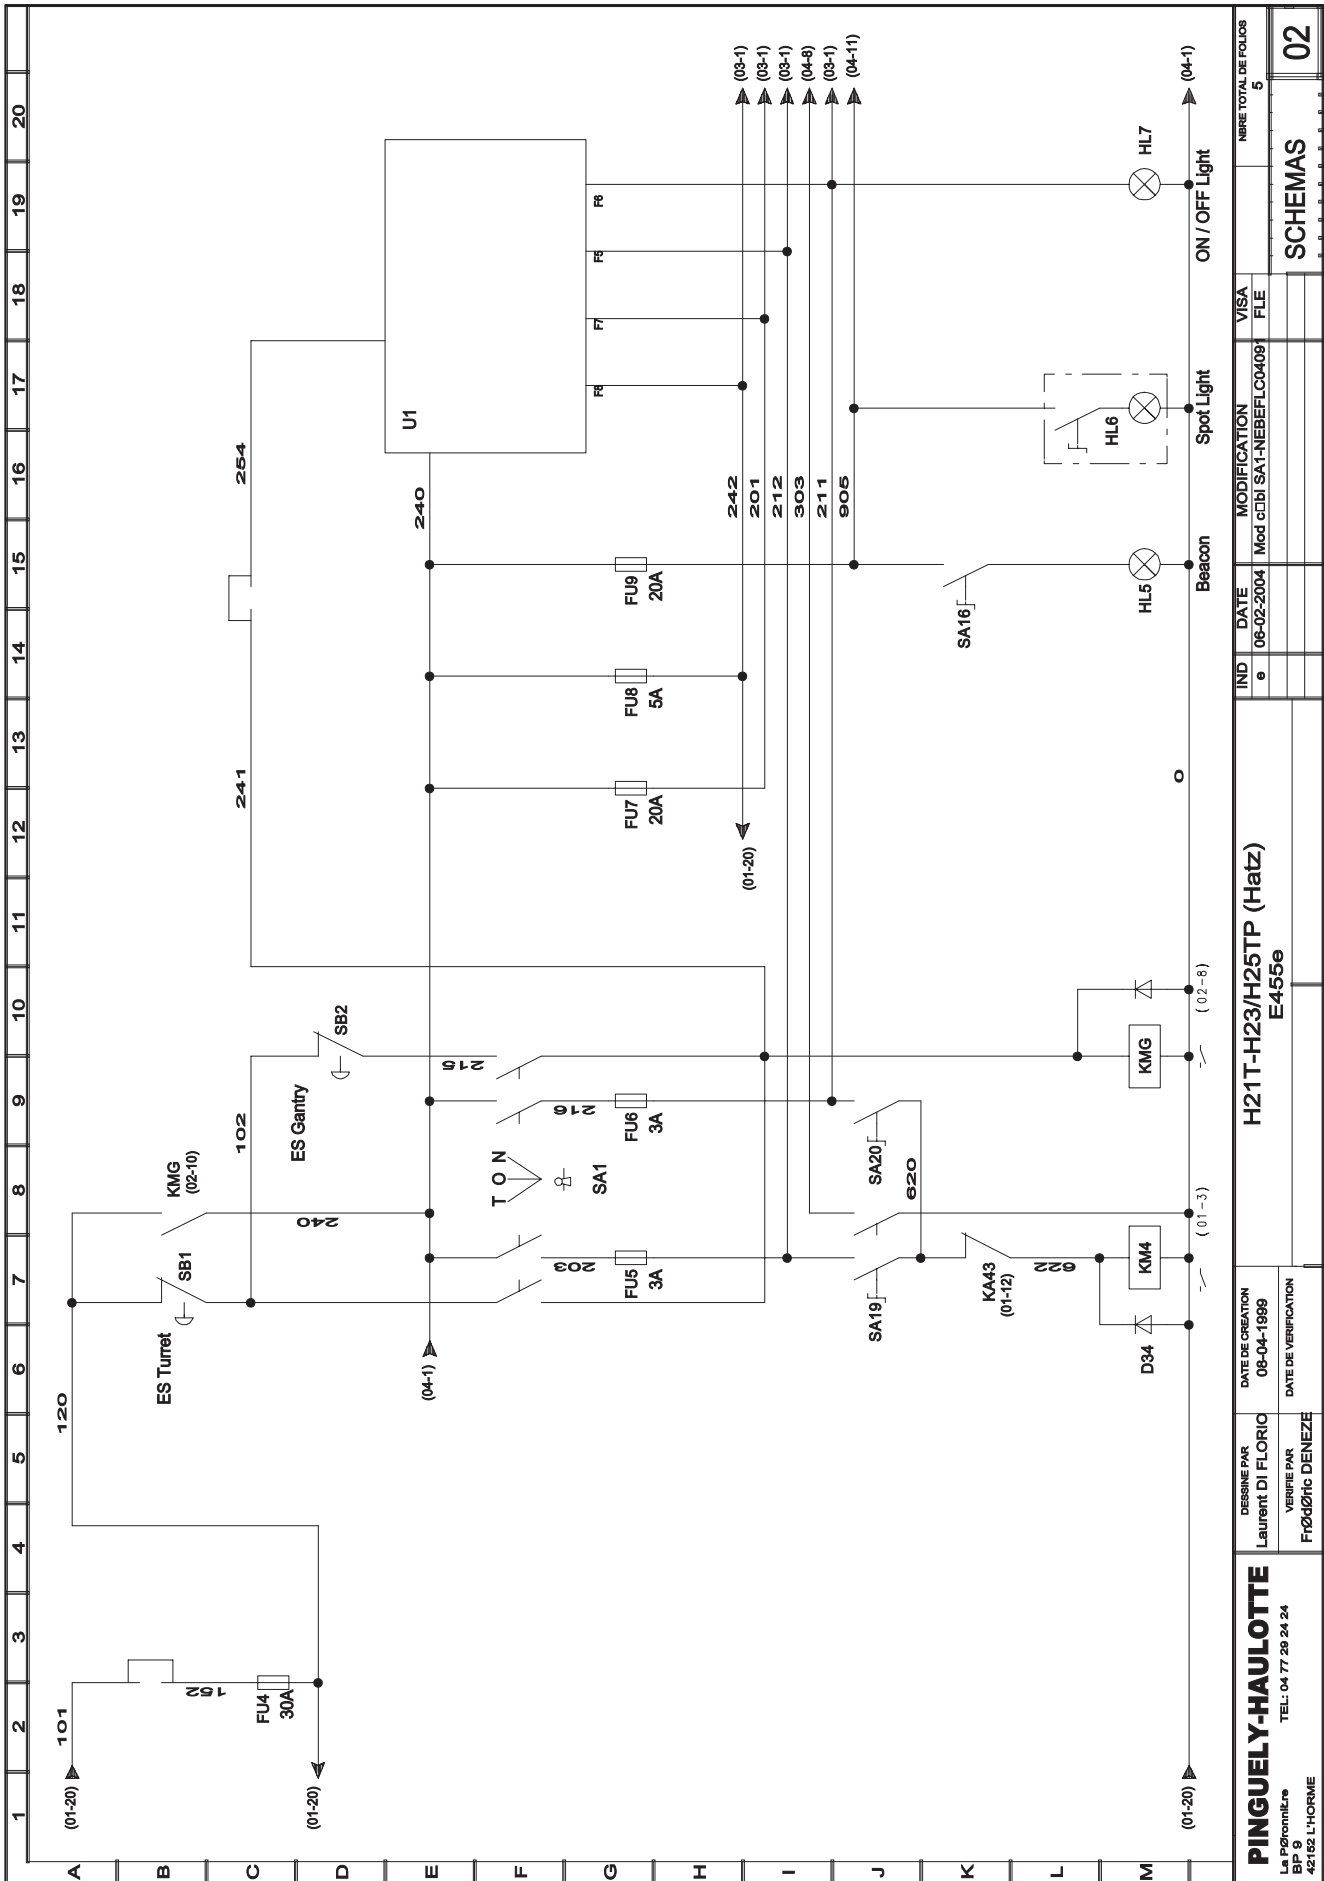 1 2 3 4 5 6 7 8 9 10 11 12 13 14 15 16 17 18 19 20
A
B
C
D
E
F
G
H
I
J
K
L
M
(01-20)
101
152
FU4
30A
(01-20)
120
ES Turret
SB1
KMG
(02-10)
102
240
ES Gantry
SB2
215
241
254
240
U1
F8
F7
F5
F6
(04-1)
T O N
SA1
203
FU5
3A
216
FU6
3A
FU7
20A
FU8
5A
FU9
20A
(01-20)
242
201
212
303
211
905
(03-1)
(03-1)
(03-1)
(04-8)
(03-1)
(04-11)
SA19
SA20
620
KA43
(01-12)
622
SA16
D34
KM4
KMG
HL5
HL6
HL7
(01-20)
(01-3)
(02-8)
0
Beacon
Spot Light
ON / OFF Light
(04-1)
PINGUELY-HAULOTTE
La PØronniŁre
BP 9
42152 L'HORME
TEL: 04 77 29 24 24
DESSINE PAR
Laurent DI FLORIO
VERIFIE PAR
FrØdØric DENEZE
DATE DE CREATION
08-04-1999
DATE DE VERIFICATION
H21T-H23/H25TP (Hatz)
E455e
IND DATE MODIFICATION VISA
e 06-02-2004 Mod c□bl SA1-NEBEFLC04091 FLE
NBRE TOTAL DE FOLIOS
5
SCHEMAS
02